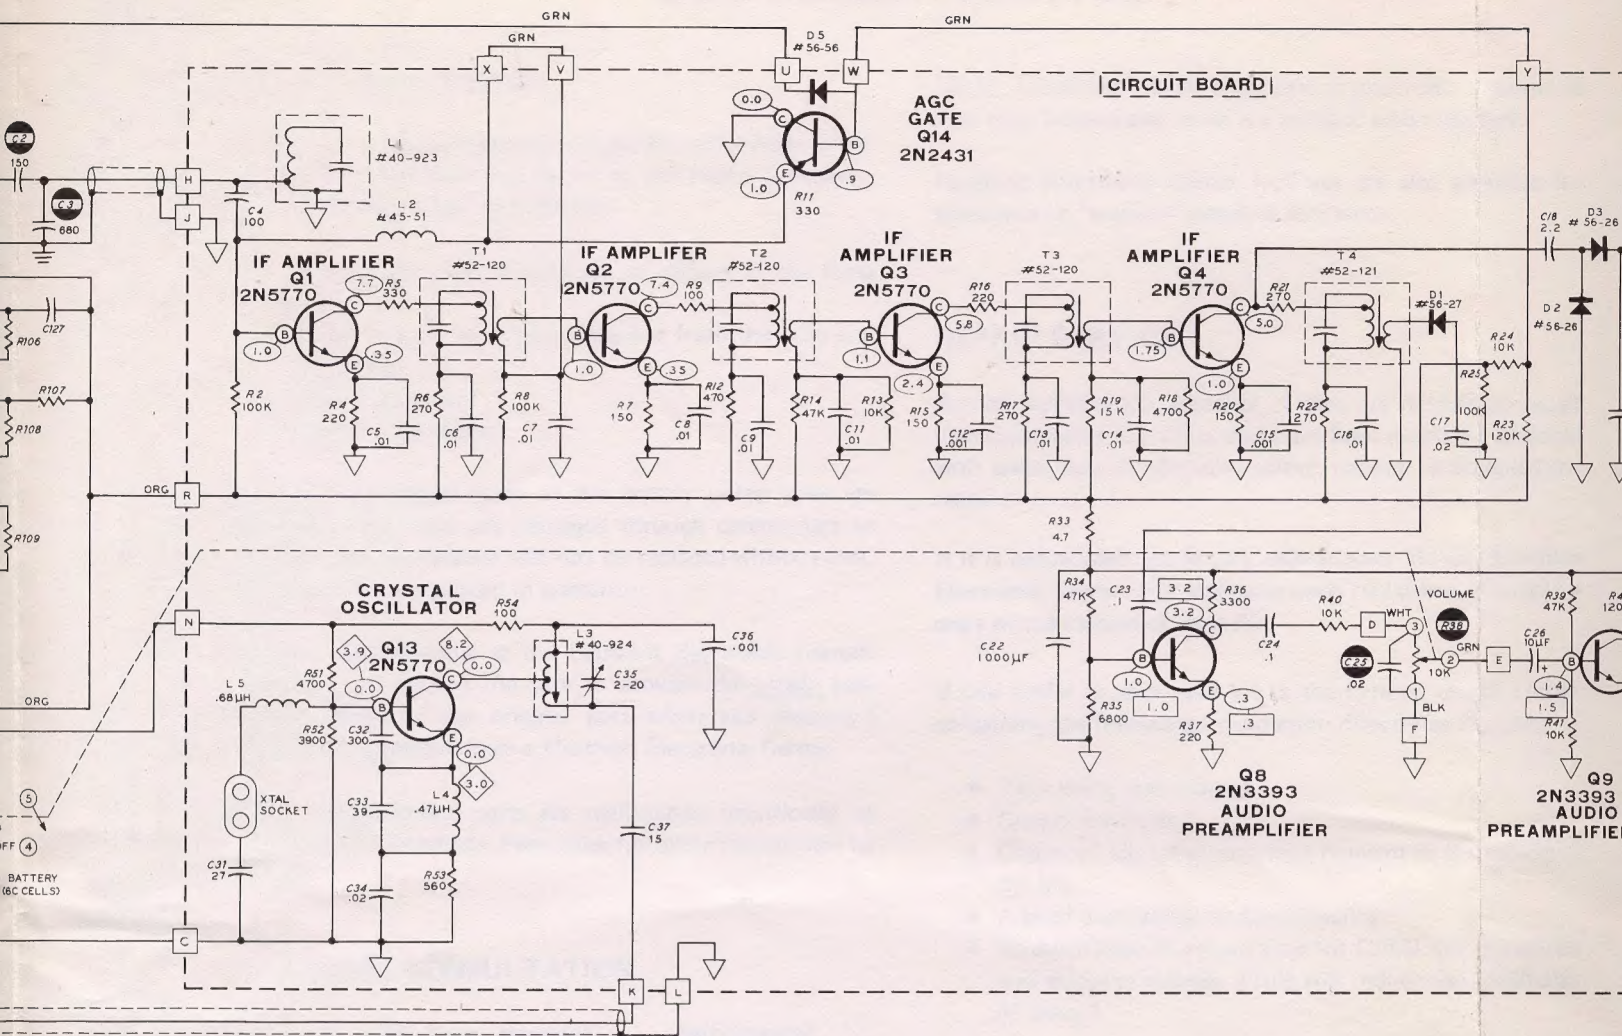 GRN
GRN
GRN
X
V
D5
# 56-56
U
W
Y
CIRCUIT BOARD
AGC
GATE
Q14
2N2431
0.0
C
B
.9
E
1.0
R11
330
C2
150
C3
680
H
J
C4
100
L1
#40-923
L2
#45-51
C18
2.2
D3
# 56-26
D2
# 56-26
IF AMPLIFIER
Q1
2N5770
7.7
R5
330
T1
#52-120
C
B
E
1.0
.35
R2
100K
R4
220
C5
.01
R6
270
C6
.01
R8
100K
C7
.01
IF AMPLIFER
Q2
2N5770
7.4
R9
100
T2
#52-120
C
B
E
1.0
.35
R7
150
C8
.01
R12
470
C9
.01
R14
47K
C11
.01
R13
10K
IF
AMPLIFIER
Q3
2N5770
R16
220
5.8
T3
#52-120
C
B
E
1.1
2.4
R15
150
C12
.001
R17
270
C13
.01
R19
15K
C14
.01
R18
4700
IF
AMPLIFIER
Q4
2N5770
R21
270
5.0
T4
#52-121
C
B
E
1.75
1.0
R20
150
C15
.001
R22
270
C16
.01
D1
#56-27
R24
10K
R25
100K
C17
.02
R23
120K
C127
R106
R107
R108
R109
ORG
R
ORG
N
CRYSTAL
OSCILLATOR
R54
100
L3
#40-924
C35
2-20
C36
.001
Q13
2N5770
3.9
8.2
0.0
0.0
C
B
E
0.0
3.0
R51
4700
L5
.68µH
R52
3900
C32
300
C33
39
L4
.47µH
XTAL
SOCKET
C31
27
C34
.02
R53
560
C37
15
5
4
BATTERY
(6C CELLS)
C
K
L
R33
4.7
R34
47K
C23
.1
3.2
3.2
R36
3300
C22
1000µF
C
B
E
1.0
1.0
.3
.3
R35
6800
R37
220
C24
.1
R40
10K
D
WHT
VOLUME
R38
3
C25
.02
10K
2
GRN
E
1
BLK
F
C26
10µF
+
B
1.4
1.5
R39
47K
R41
10K
120
Q8
2N3393
AUDIO
PREAMPLIFIER
Q9
2N3393
AUDIO